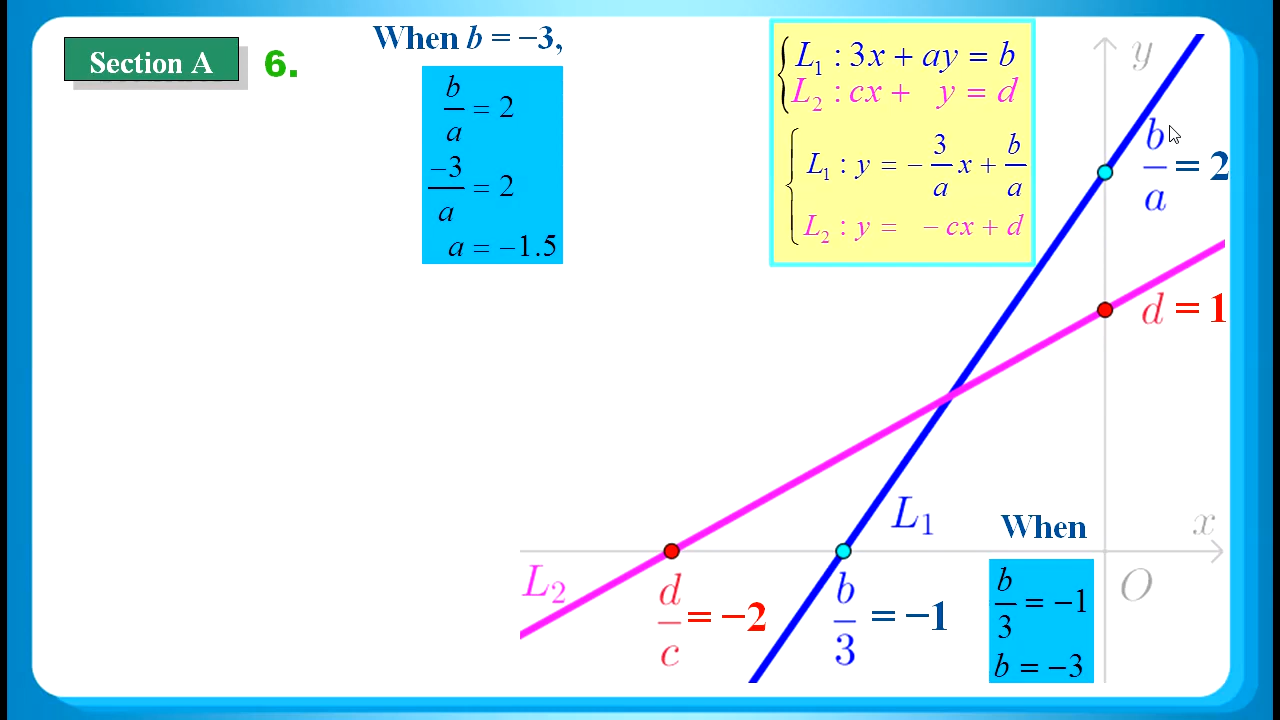 Section A
6.
When b = −3,
b/a = 2
−3/a = 2
a = −1.5
L₁ : 3x + ay = b
L₂ : cx + y = d
L₁ : y = −3/a x + b/a
L₂ : y = −cx + d
y
b/a = 2
d = 1
L₁
x
L₂
O
d/c = −2
b/3 = −1
When
b/3 = −1
b = −3